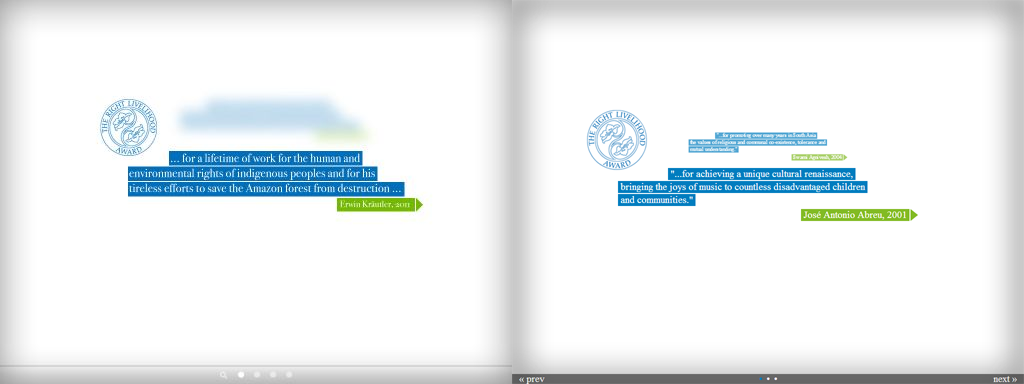 THE RIGHT LIVELIHOOD
AWARD
... for a lifetime of work for the human and
environmental rights of indigenous peoples and for his
tireless efforts to save the Amazon forest from destruction ...
Erwin Kräutler, 2011
THE RIGHT LIVELIHOOD
AWARD
"...for promoting over many years in South Asia
the values of religious and communal co-existence, tolerance and
mutual understanding."
Swami Agnivesh, 2004
"...for achieving a unique cultural renaissance,
bringing the joys of music to countless disadvantaged children
and communities."
José Antonio Abreu, 2001
« prev
next »